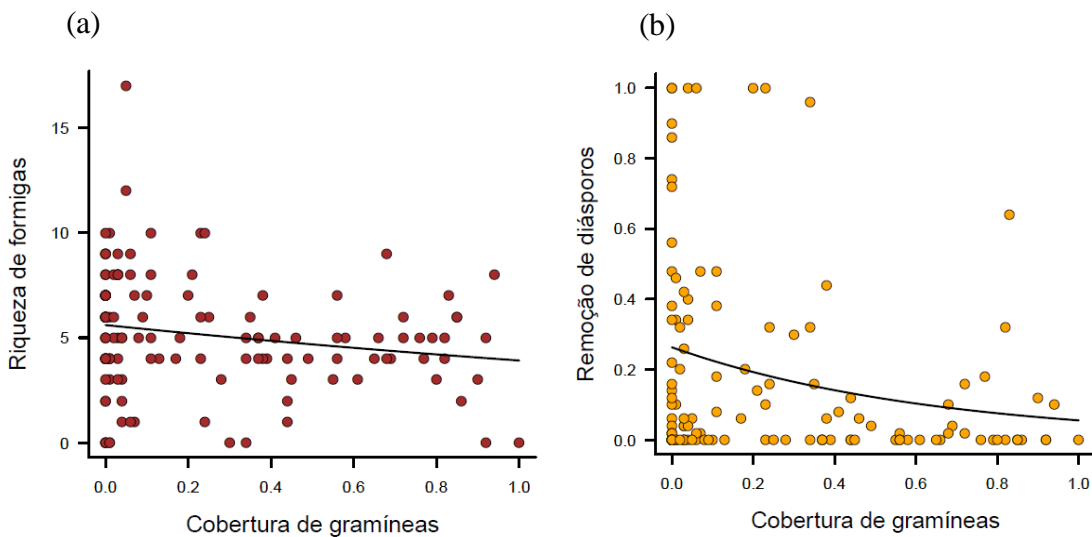 (a)
Riqueza de formigas
15
10
5
0
0.0 0.2 0.4 0.6 0.8 1.0
Cobertura de gramíneas
(b)
Remoção de diásporos
1.0
0.8
0.6
0.4
0.2
0.0
0.0 0.2 0.4 0.6 0.8 1.0
Cobertura de gramíneas